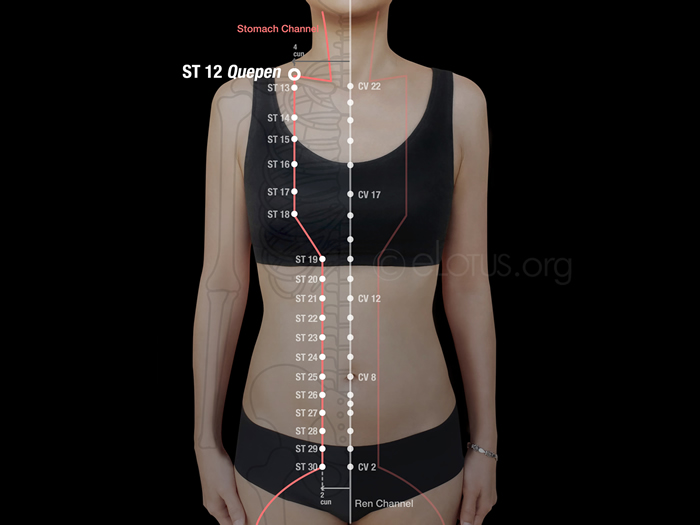 Stomach Channel
4
cun
ST 12 Quepen
ST 13
CV 22
ST 14
ST 15
ST 16
ST 17
CV 17
ST 18
ST 19
© eLotus.org
ST 20
ST 21
CV 12
ST 22
ST 23
ST 24
ST 25
CV 8
ST 26
ST 27
ST 28
ST 29
ST 30
CV 2
2
cun
Ren Channel